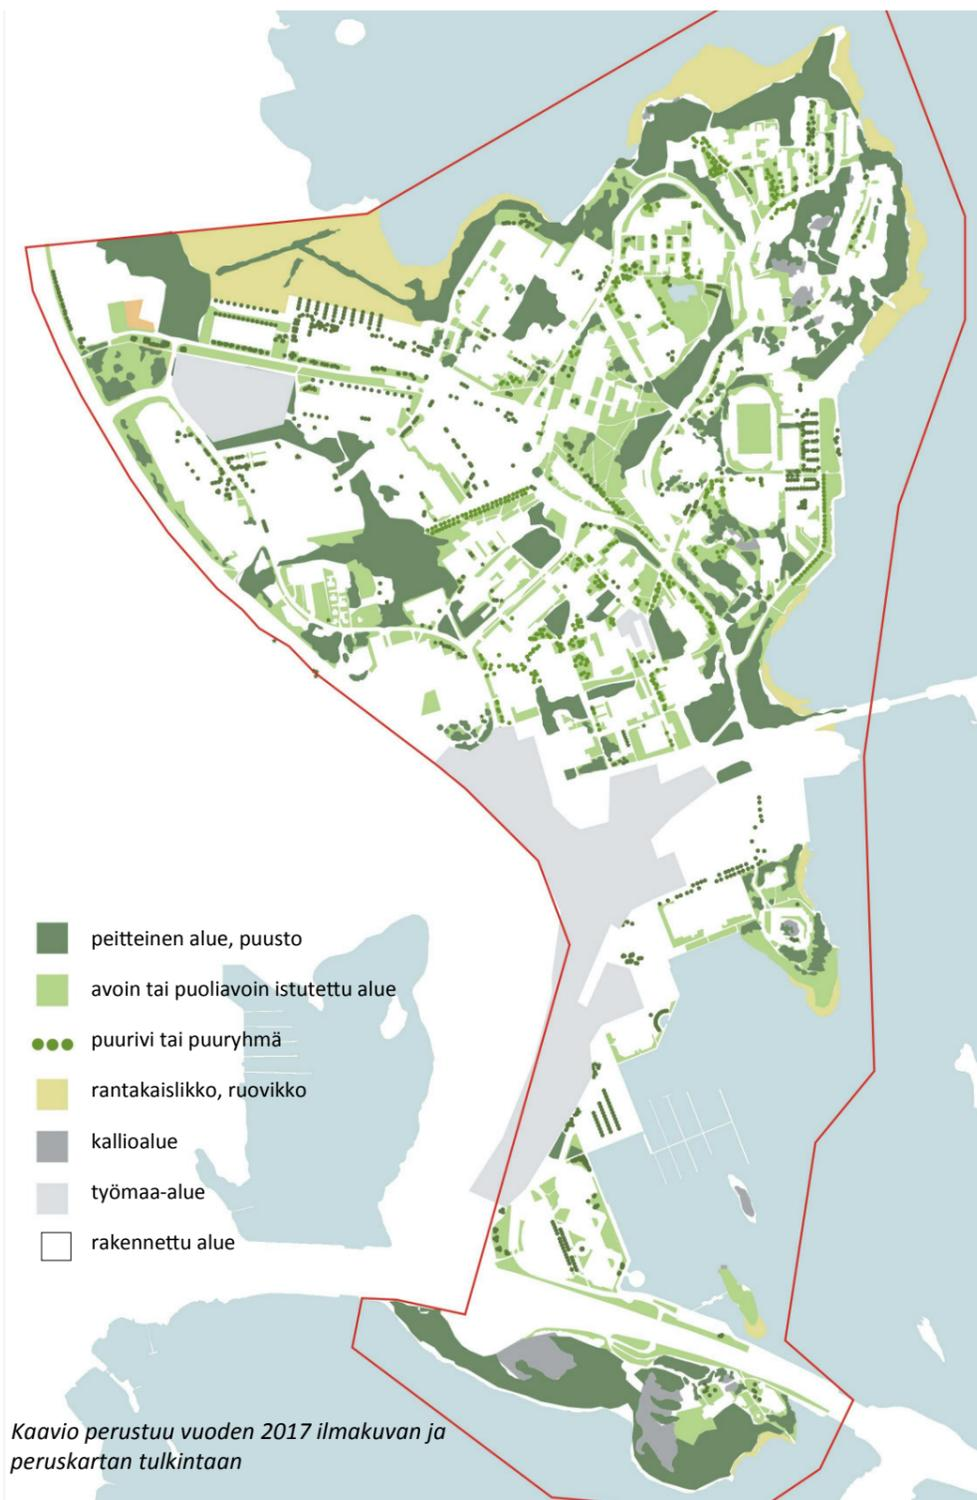 peitteinen alue, puusto
avoin tai puoliavoin istutettu alue
puurivi tai puuryhmä
rantakaislikko, ruovikko
kallioalue
työmaa-alue
rakennettu alue
Kaavio perustuu vuoden 2017 ilmakuvan ja
peruskartan tulkintaan